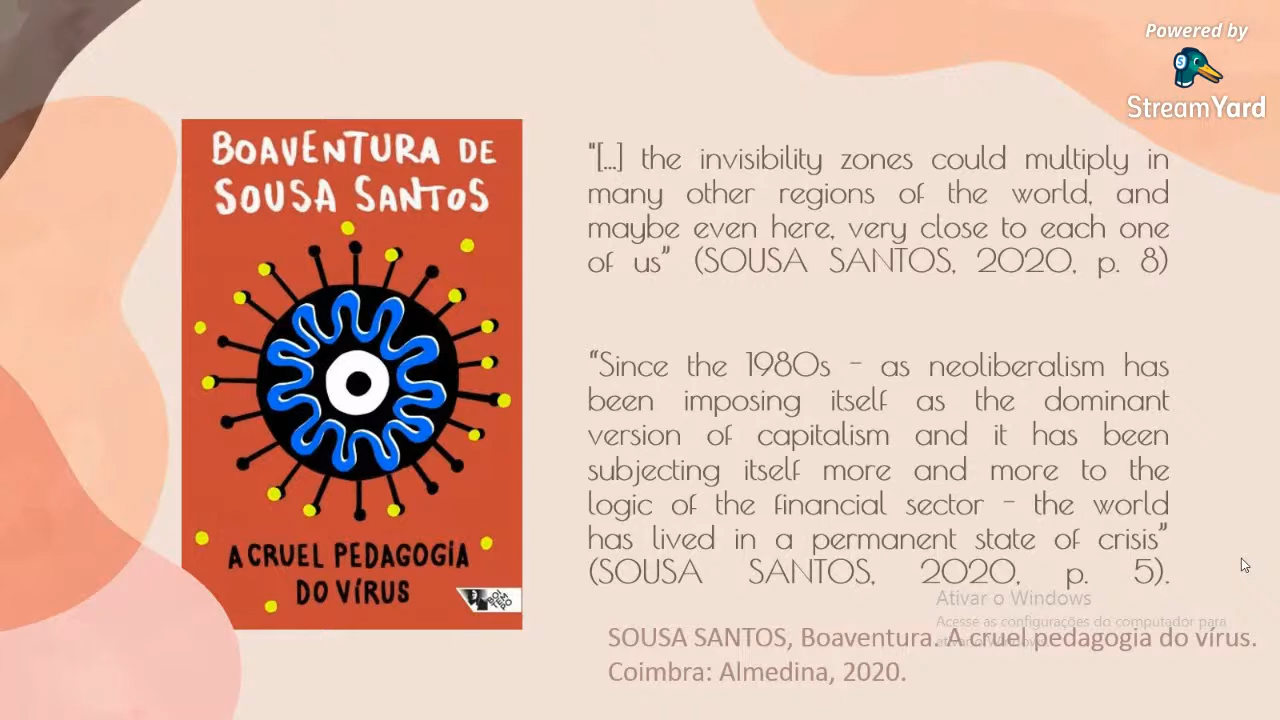 Powered by
StreamYard
BOAVENTURA DE
SOUSA SANTOS
A CRUEL PEDAGOGIA
DO VÍRUS
BOITEMPO
"[...] the invisibility zones could multiply in
many other regions of the world, and
maybe even here, very close to each one
of us” (SOUSA SANTOS, 2020, p. 8)
“Since the 1980s – as neoliberalism has
been imposing itself as the dominant
version of capitalism and it has been
subjecting itself more and more to the
logic of the financial sector – the world
has lived in a permanent state of crisis”
(SOUSA SANTOS, 2020, p. 5).
Ativar o Windows
Acesse as configurações do computador para
ativar o Windows.
SOUSA SANTOS, Boaventura. A cruel pedagogia do vírus.
Coimbra: Almedina, 2020.